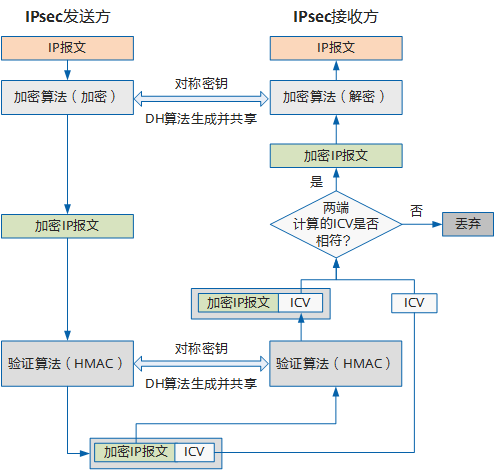 IPsec发送方
IPsec接收方
IP报文
IP报文
加密算法（加密）
对称密钥
DH算法生成并共享
加密算法（解密）
加密IP报文
是
两端
计算的ICV是否
相符？
否
丢弃
加密IP报文
加密IP报文
ICV
ICV
验证算法（HMAC）
对称密钥
DH算法生成并共享
验证算法（HMAC）
加密IP报文
ICV